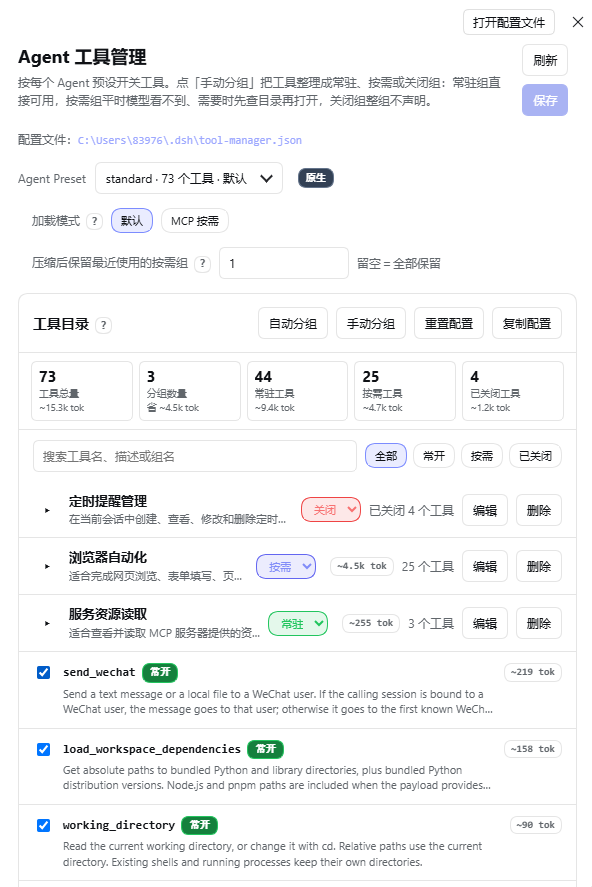 打开配置文件
Agent 工具管理
刷新
按每个 Agent 预设开关工具。点「手动分组」把工具整理成常驻、按需或关闭组：常驻组直
接可用，按需组平时模型看不到、需要时先查目录再打开，关闭组整组不声明。
保存
配置文件：C:\Users\83976\.dsh\tool-manager.json
Agent Preset standard · 73 个工具 · 默认 原生
加载模式 ? 默认 MCP 按需
压缩后保留最近使用的按需组 ? 1 留空 = 全部保留
工具目录 ? 自动分组 手动分组 重置配置 复制配置
73 3 44 25 4
工具总量 分组数量 常驻工具 按需工具 已关闭工具
~15.3k tok 省 ~4.5k tok ~9.4k tok ~4.7k tok ~1.2k tok
搜索工具名、描述或组名 全部 常开 按需 已关闭
定时提醒管理
在当前会话中创建、查看、修改和删除定时...
关闭 已关闭 4 个工具 编辑 删除
浏览器自动化
适合完成网页浏览、表单填写、页...
按需 ~4.5k tok 25 个工具 编辑 删除
服务资源读取
适合查看并读取 MCP 服务器提供的资...
常驻 ~255 tok 3 个工具 编辑 删除
send_wechat 常开 ~219 tok
Send a text message or a local file to a WeChat user. If the calling session is bound to a
WeChat user, the message goes to that user; otherwise it goes to the first known WeCh...
load_workspace_dependencies 常开 ~158 tok
Get absolute paths to bundled Python and library directories, plus bundled Python
distribution versions. Node.js and pnpm paths are included when the payload provides...
working_directory 常开 ~90 tok
Read the current working directory, or change it with cd. Relative paths use the current
directory. Existing shells and running processes keep their own directories.